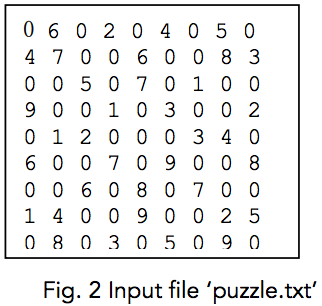 0 6 0 2 0 4 0 5 0
4 7 0 0 6 0 0 8 3
0 0 5 0 7 0 1 0 0
9 0 0 1 0 3 0 0 2
0 1 2 0 0 0 3 4 0
6 0 0 7 0 9 0 0 8
0 0 6 0 8 0 7 0 0
1 4 0 0 9 0 0 2 5
0 8 0 3 0 5 0 9 0
Fig. 2 Input file ‘puzzle.txt’